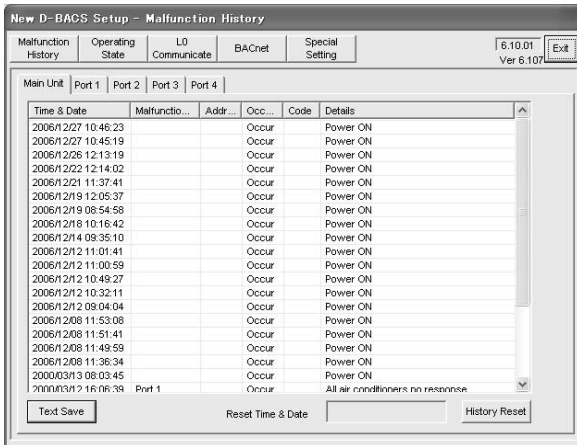 New D-BACS Setup - Malfunction History
Malfunction History
Operating State
L0 Communicate
BACnet
Special Setting
6.10.01
Ver 6.107
Exit
Main Unit Port 1 Port 2 Port 3 Port 4
Time & Date Malfunctio... Addr... Occ... Code Details
2006/12/27 10:46:23 Occur Power ON
2006/12/27 10:45:19 Occur Power ON
2006/12/26 12:13:19 Occur Power ON
2006/12/22 12:14:02 Occur Power ON
2006/12/21 11:37:41 Occur Power ON
2006/12/19 12:05:37 Occur Power ON
2006/12/19 08:54:58 Occur Power ON
2006/12/18 10:16:42 Occur Power ON
2006/12/14 09:35:10 Occur Power ON
2006/12/12 11:01:41 Occur Power ON
2006/12/12 11:00:59 Occur Power ON
2006/12/12 10:49:27 Occur Power ON
2006/12/12 10:32:11 Occur Power ON
2006/12/12 09:04:04 Occur Power ON
2006/12/08 11:53:08 Occur Power ON
2006/12/08 11:51:41 Occur Power ON
2006/12/08 11:49:59 Occur Power ON
2006/12/08 11:36:34 Occur Power ON
2000/03/13 08:03:45 Occur Power ON
2000/03/12 16:06:39 Port 1 Occur All air conditioners no response
Text Save Reset Time & Date History Reset